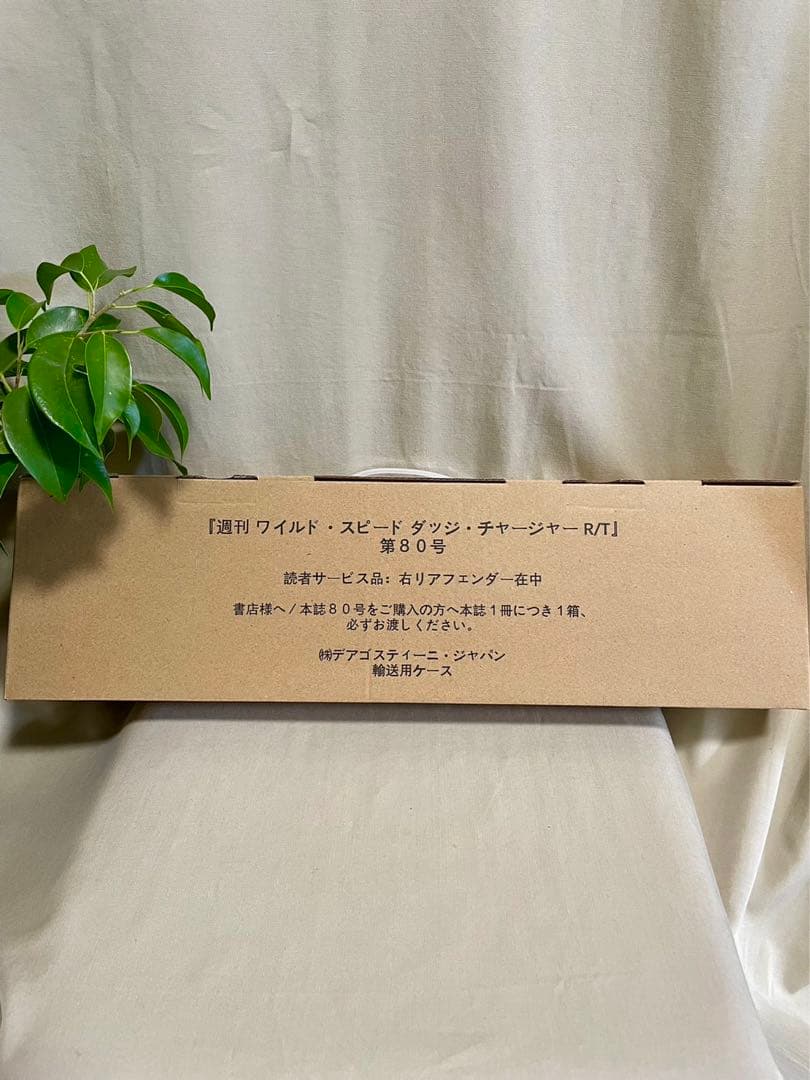 『週刊 ワイルド・スピード ダッジ・チャージャー R/T』
第８０号
読者サービス品：右リアフェンダー在中
書店様へ/本誌８０号をご購入の方へ本誌１冊につき１箱、
必ずお渡しください。
㈱デアゴスティーニ・ジャパン
輸送用ケース